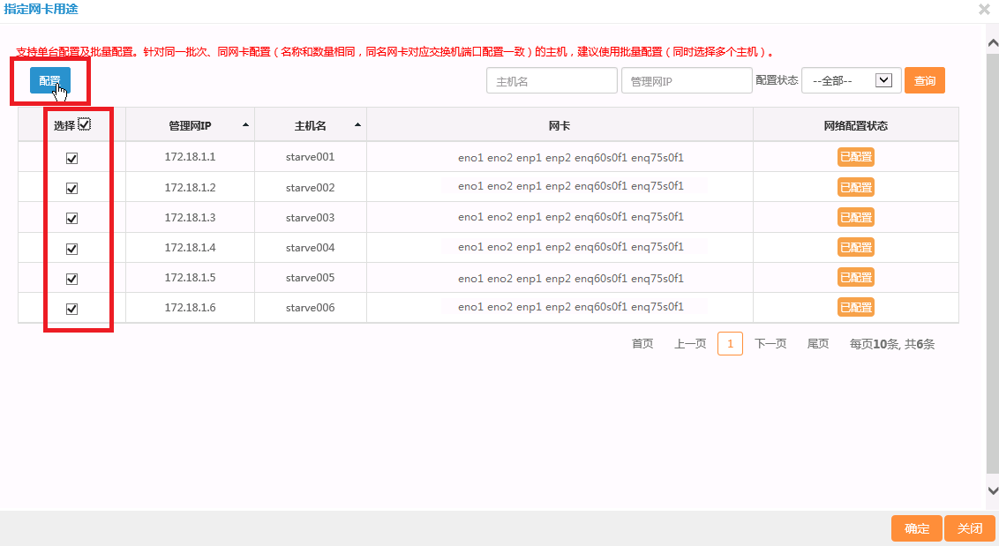 指定网卡用途
支持单台配置及批量配置。针对同一批次、同网卡配置（名称和数量相同，同名网卡对应交换机端口配置一致）的主机，建议使用批量配置（同时选择多个主机）。
配置 主机名 管理网IP 配置状态 --全部-- 查询
选择 管理网IP 主机名 网卡 网络配置状态
172.18.1.1 starve001 eno1 eno2 enp1 enp2 enq60s0f1 enq75s0f1 已配置
172.18.1.2 starve002 eno1 eno2 enp1 enp2 enq60s0f1 enq75s0f1 已配置
172.18.1.3 starve003 eno1 eno2 enp1 enp2 enq60s0f1 enq75s0f1 已配置
172.18.1.4 starve004 eno1 eno2 enp1 enp2 enq60s0f1 enq75s0f1 已配置
172.18.1.5 starve005 eno1 eno2 enp1 enp2 enq60s0f1 enq75s0f1 已配置
172.18.1.6 starve006 eno1 eno2 enp1 enp2 enq60s0f1 enq75s0f1 已配置
首页 上一页 1 下一页 尾页 每页10条, 共6条
确定 关闭